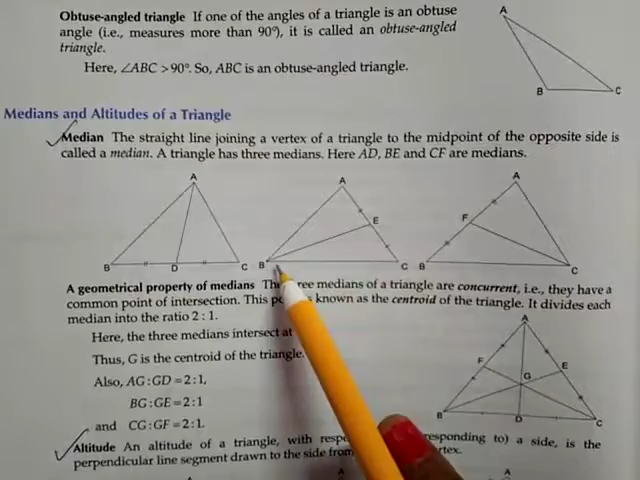 Obtuse-angled triangle If one of the angles of a triangle is an obtuse
angle (i.e., measures more than 90°), it is called an obtuse-angled
triangle.
Here, ∠ABC > 90°. So, ABC is an obtuse-angled triangle.
A
B
C
Medians and Altitudes of a Triangle
Median The straight line joining a vertex of a triangle to the midpoint of the opposite side is
called a median. A triangle has three medians. Here AD, BE and CF are medians.
A
B
D
C
A
E
B
C
A
F
B
C
A geometrical property of medians The three medians of a triangle are concurrent, i.e., they have a
common point of intersection. This is known as the centroid of the triangle. It divides each
median into the ratio 2 : 1.
Here, the three medians intersect at
Thus, G is the centroid of the triangle.
Also, AG : GD = 2 : 1,
BG : GE = 2 : 1
and CG : GF = 2 : 1.
A
F
E
G
B
D
C
Altitude An altitude of a triangle, with responding to) a side, is the
perpendicular line segment drawn to the side from
A
A